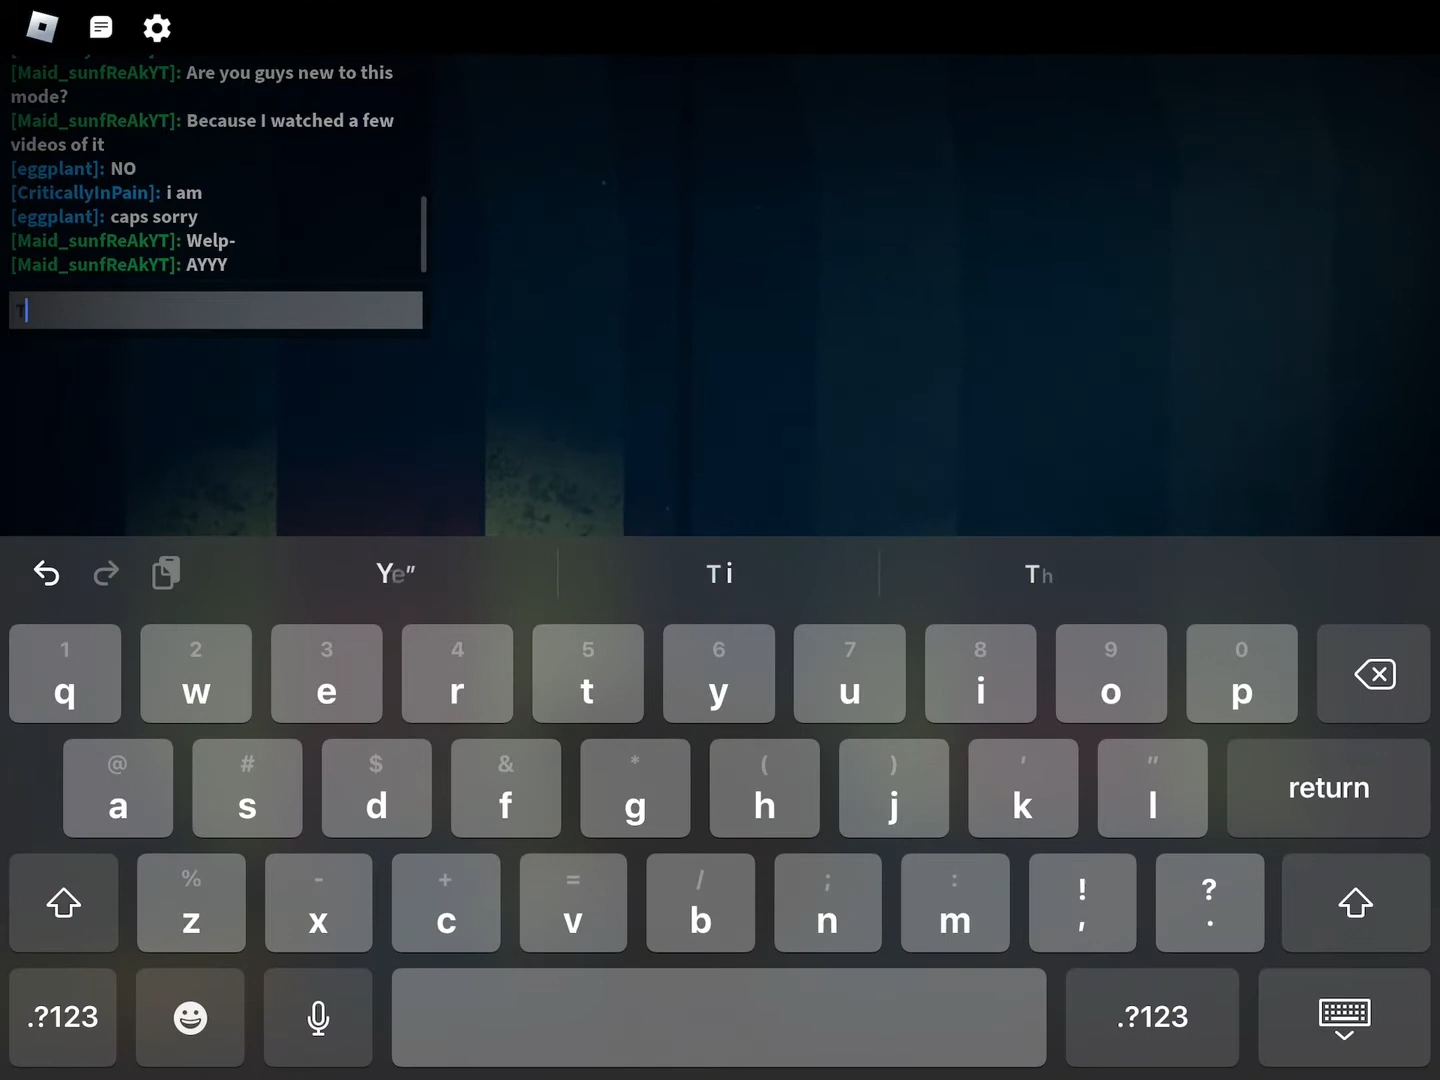 [Maid_sunfReAkYT]: Are you guys new to this
mode?
[Maid_sunfReAkYT]: Because I watched a few
videos of it
[eggplant]: NO
[CriticallyInPain]: i am
[eggplant]: caps sorry
[Maid_sunfReAkYT]: Welp-
[Maid_sunfReAkYT]: AYYY
T
Ye" Ti Th
1 2 3 4 5 6 7 8 9 0
q w e r t y u i o p
@ # $ & * ( ) ' "
a s d f g h j k l return
% - + = / ; : ! ?
z x c v b n m , .
.?123 .?123